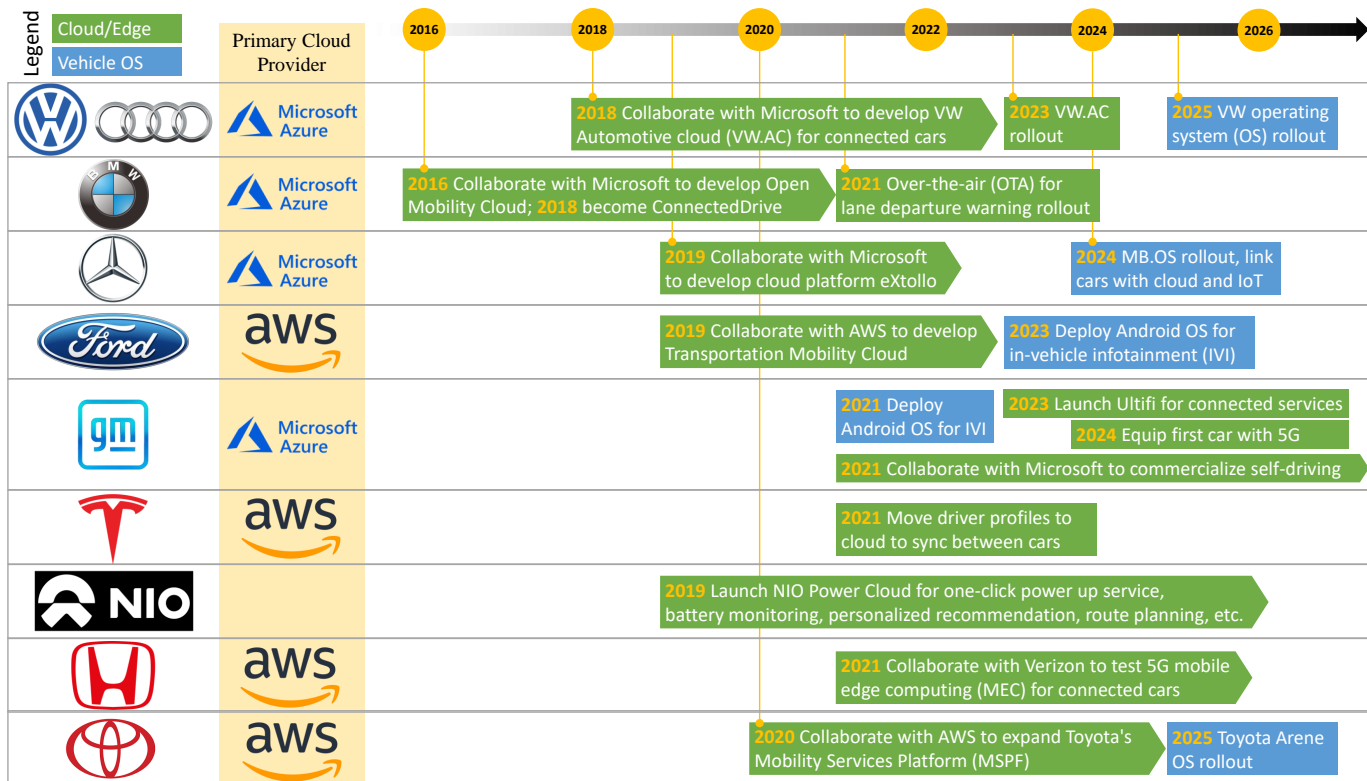 Legend
Cloud/Edge
Vehicle OS
Primary Cloud
Provider
2016
2018
2020
2022
2024
2026
Microsoft
Azure
2018 Collaborate with Microsoft to develop VW
Automotive cloud (VW.AC) for connected cars
2023 VW.AC
rollout
2025 VW operating
system (OS) rollout
BMW
Microsoft
Azure
2016 Collaborate with Microsoft to develop Open
Mobility Cloud; 2018 become ConnectedDrive
2021 Over-the-air (OTA) for
lane departure warning rollout
Microsoft
Azure
2019 Collaborate with Microsoft
to develop cloud platform eXtollo
2024 MB.OS rollout, link
cars with cloud and IoT
Ford
aws
2019 Collaborate with AWS to develop
Transportation Mobility Cloud
2023 Deploy Android OS for
in-vehicle infotainment (IVI)
gm
Microsoft
Azure
2021 Deploy
Android OS for IVI
2023 Launch Ultifi for connected services
2024 Equip first car with 5G
2021 Collaborate with Microsoft to commercialize self-driving
aws
2021 Move driver profiles to
cloud to sync between cars
NIO
2019 Launch NIO Power Cloud for one-click power up service,
battery monitoring, personalized recommendation, route planning, etc.
aws
2021 Collaborate with Verizon to test 5G mobile
edge computing (MEC) for connected cars
aws
2020 Collaborate with AWS to expand Toyota's
Mobility Services Platform (MSPF)
2025 Toyota Arene
OS rollout